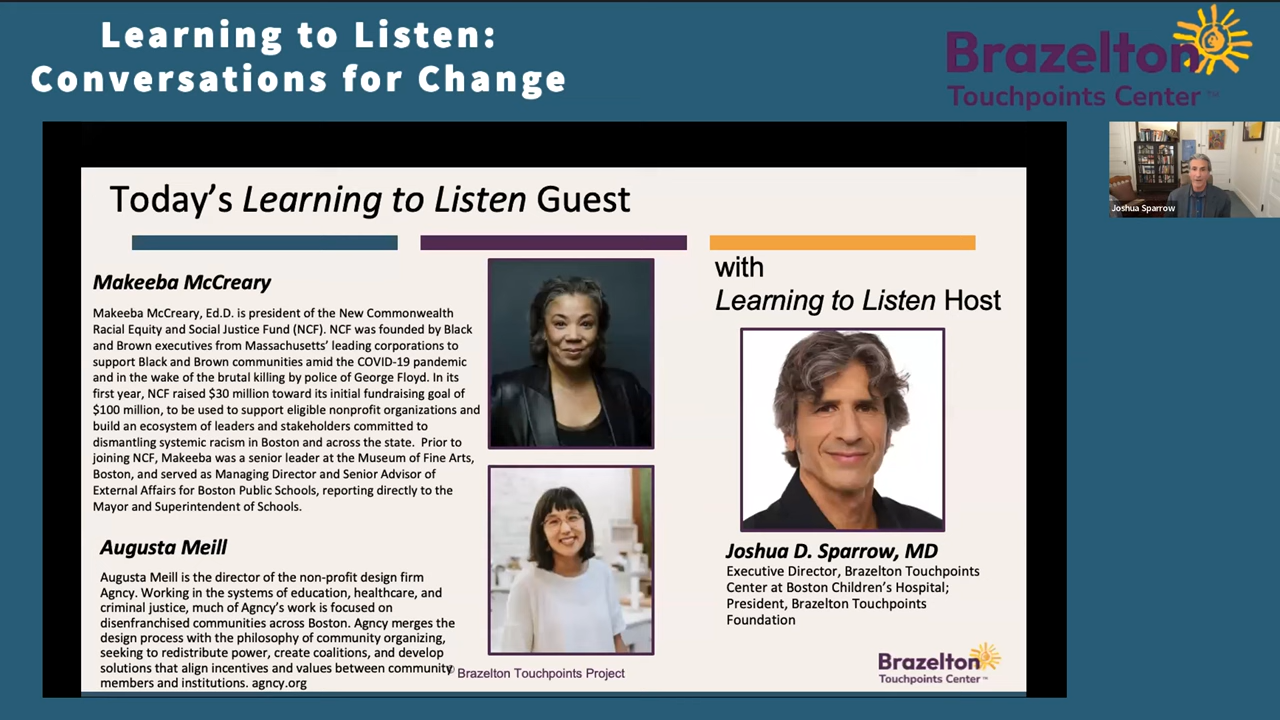 Learning to Listen:
Conversations for Change
Brazelton
Touchpoints Center™
Joshua Sparrow
Today's Learning to Listen Guest
Makeeba McCreary
Makeeba McCreary, Ed.D. is president of the New Commonwealth
Racial Equity and Social Justice Fund (NCF). NCF was founded by Black
and Brown executives from Massachusetts' leading corporations to
support Black and Brown communities amid the COVID-19 pandemic
and in the wake of the brutal killing by police of George Floyd. In its
first year, NCF raised $30 million toward its initial fundraising goal of
$100 million, to be used to support eligible nonprofit organizations and
build an ecosystem of leaders and stakeholders committed to
dismantling systemic racism in Boston and across the state. Prior to
joining NCF, Makeeba was a senior leader at the Museum of Fine Arts,
Boston, and served as Managing Director and Senior Advisor of
External Affairs for Boston Public Schools, reporting directly to the
Mayor and Superintendent of Schools.
Augusta Meill
Augusta Meill is the director of the non-profit design firm
Agncy. Working in the systems of education, healthcare, and
criminal justice, much of Agncy's work is focused on
disenfranchised communities across Boston. Agncy merges the
design process with the philosophy of community organizing,
seeking to redistribute power, create coalitions, and develop
solutions that align incentives and values between community
members and institutions. agncy.org
with
Learning to Listen Host
Joshua D. Sparrow, MD
Executive Director, Brazelton Touchpoints
Center at Boston Children's Hospital;
President, Brazelton Touchpoints
Foundation
© Brazelton Touchpoints Project
Brazelton
Touchpoints Center™